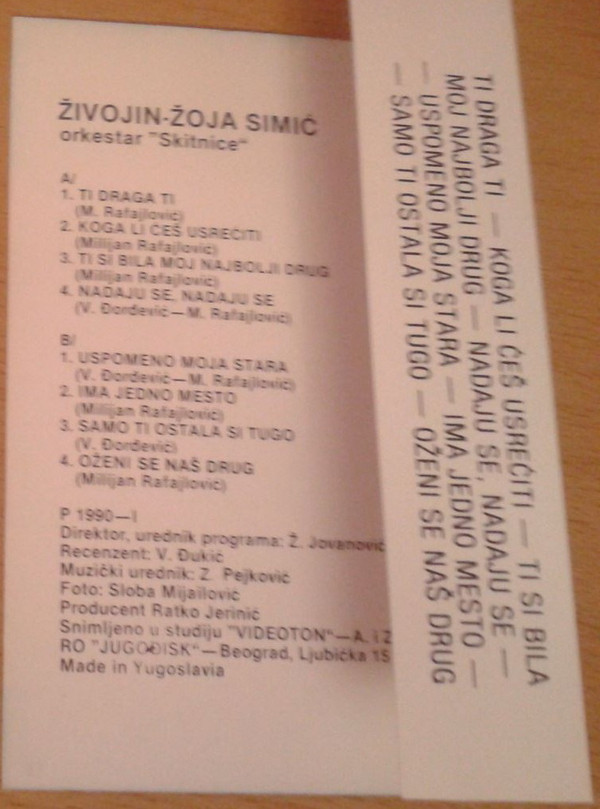 ŽIVOJIN-ŽOJA SIMIĆ
orkestar "Skitnice"
A/
1. TI DRAGA TI
(M. Rafajlović)
2. KOGA LI ĆEŠ USREĆITI
(Milijan Rafajlović)
3. TI SI BILA MOJ NAJBOLJI DRUG
(Milijan Rafajlović)
4. NADAJU SE, NADAJU SE
(V. Đorđević—M. Rafajlović)
B/
1. USPOMENO MOJA STARA
(V. Đorđević—M. Rafajlović)
2. IMA JEDNO MESTO
(Milijan Rafajlović)
3. SAMO TI OSTALA SI TUGO
(V. Đorđević)
4. OŽENI SE NAŠ DRUG
(Milijan Rafajlović)
P 1990—I
Direktor, urednik programa: Ž. Jovanović
Recenzent: V. Đukić
Muzički urednik: Z. Pejković
Foto: Sloba Mijailović
Producent Ratko Jerinić
Snimljeno u studiju "VIDEOTON"—A. i Z
RO "JUGODISK"—Beograd, Ljubićka 15
Made in Yugoslavia
TI DRAGA TI — KOGA LI ĆEŠ USREĆITI — TI SI BILA
MOJ NAJBOLJI DRUG — NADAJU SE, NADAJU SE —
— USPOMENO MOJA STARA — IMA JEDNO MESTO —
— SAMO TI OSTALA SI TUGO — OŽENI SE NAŠ DRUG